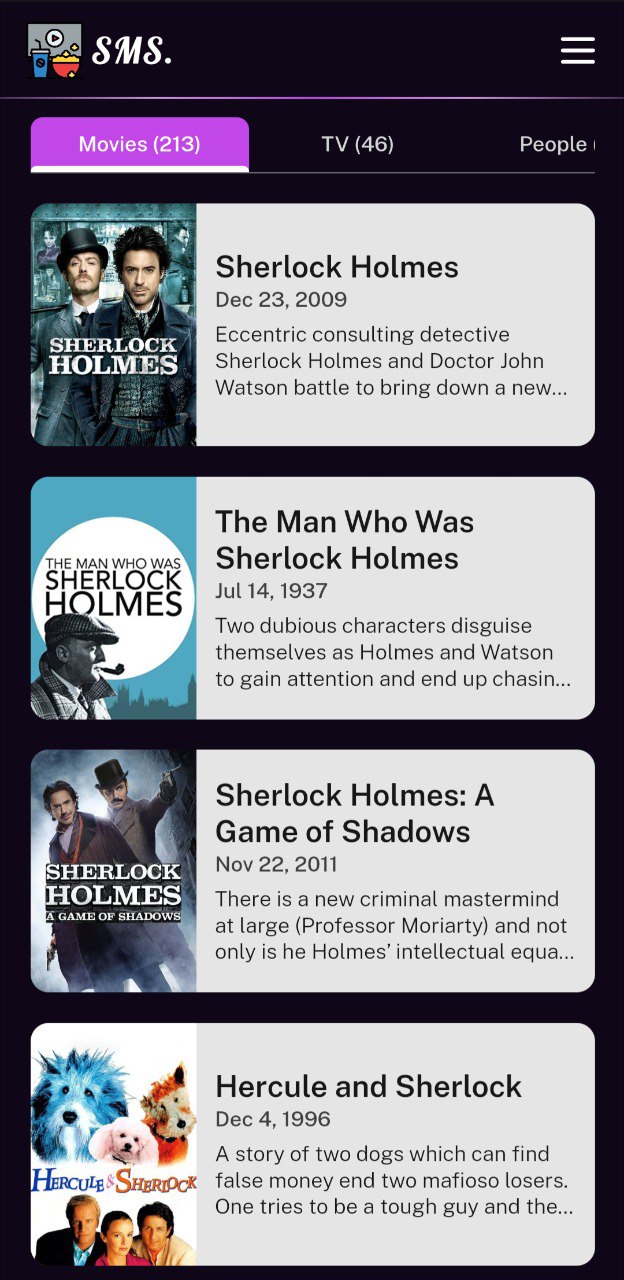 SMS.
Movies (213)
TV (46)
People (
SHERLOCK
HOLMES
Sherlock Holmes
Dec 23, 2009
Eccentric consulting detective
Sherlock Holmes and Doctor John
Watson battle to bring down a new...
THE MAN WHO WAS
SHERLOCK
HOLMES
The Man Who Was
Sherlock Holmes
Jul 14, 1937
Two dubious characters disguise
themselves as Holmes and Watson
to gain attention and end up chasin...
SHERLOCK
HOLMES
A GAME OF SHADOWS
Sherlock Holmes: A
Game of Shadows
Nov 22, 2011
There is a new criminal mastermind
at large (Professor Moriarty) and not
only is he Holmes’ intellectual equa...
HERCULE & SHERLOCK
Hercule and Sherlock
Dec 4, 1996
A story of two dogs which can find
false money end two mafioso losers.
One tries to be a tough guy and the...